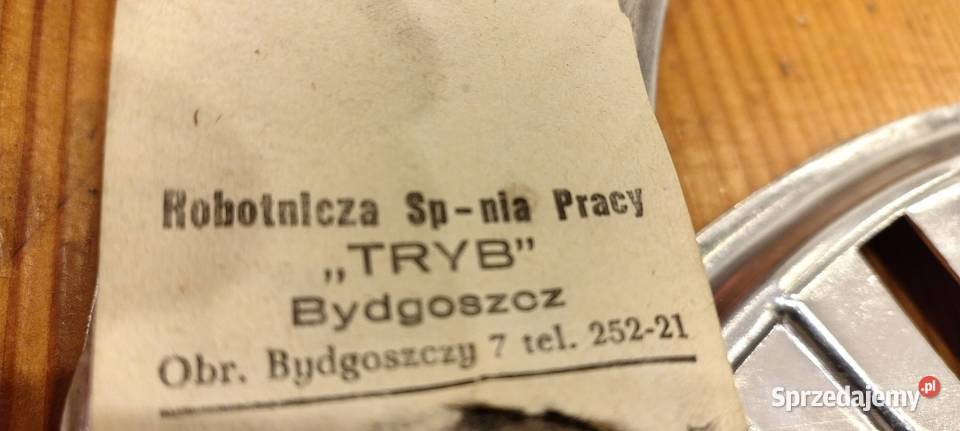 Robotnicza Sp-nia Pracy
„TRYB”
Bydgoszcz
Obr. Bydgoszczy 7 tel. 252-21
Sprzedajemy.pl